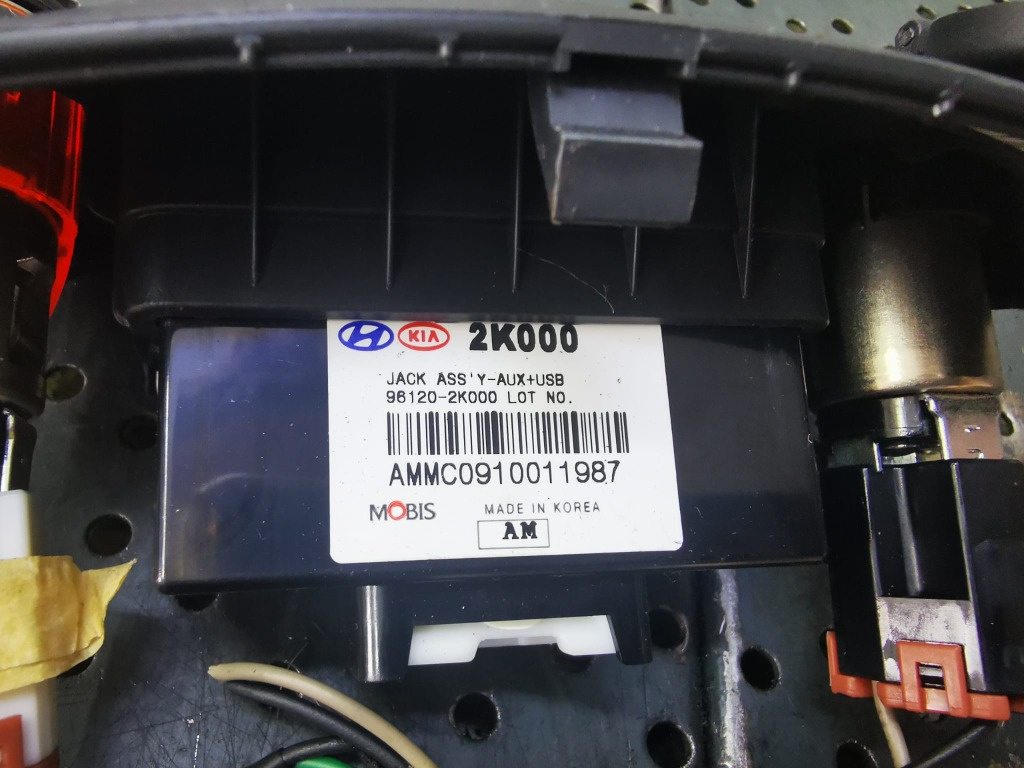 KIA 2K000
JACK ASS'Y-AUX+USB
96120-2K000 LOT NO.
AMMC0910011987
MOBIS MADE IN KOREA
AM